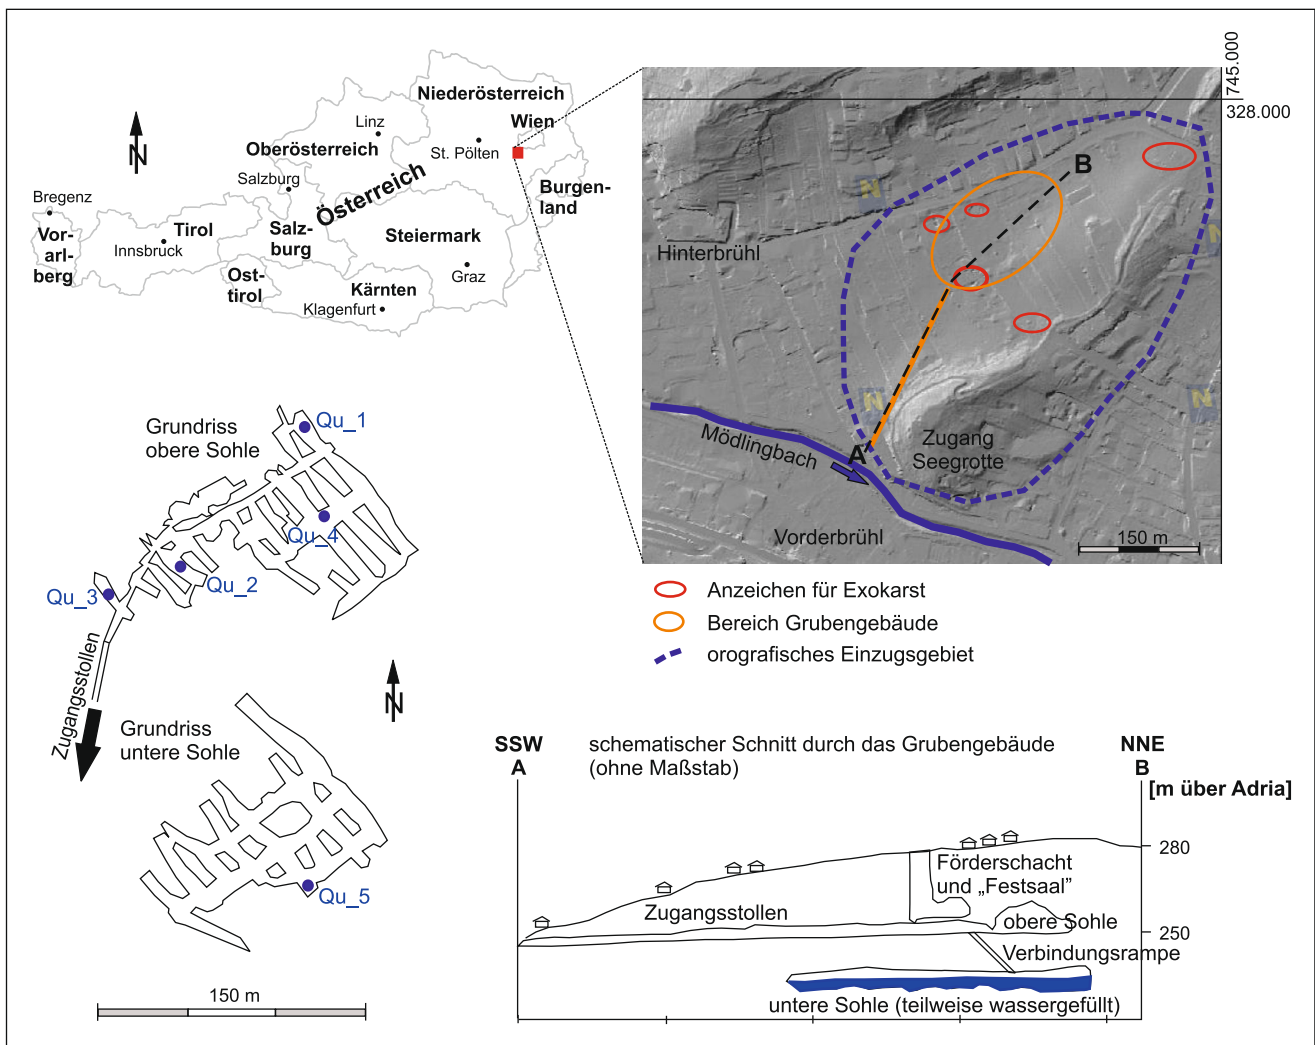 Niederösterreich
Wien
Linz
Oberösterreich
St. Pölten
Salzburg
Österreich
Burgen-
land
Bregenz
Vor-
arl-
berg
Tirol
Innsbruck
Salz-
burg
Steiermark
Graz
Ost-
tirol
Kärnten
Klagenfurt
N
745.000
328.000
B
Hinterbrühl
N
N
N
N
Mödlingbach
A
Zugang
Seegrotte
Vorderbrühl
150 m
Anzeichen für Exokarst
Bereich Grubengebäude
orografisches Einzugsgebiet
Grundriss
obere Sohle
Qu_1
Qu_4
Qu_2
Qu_3
Zugangsstollen
N
Grundriss
untere Sohle
Qu_5
150 m
SSW
A
schematischer Schnitt durch das Grubengebäude
(ohne Maßstab)
NNE
B
[m über Adria]
280
Förderschacht
und „Festsaal”
Zugangsstollen
obere Sohle
250
Verbindungsrampe
untere Sohle (teilweise wassergefüllt)